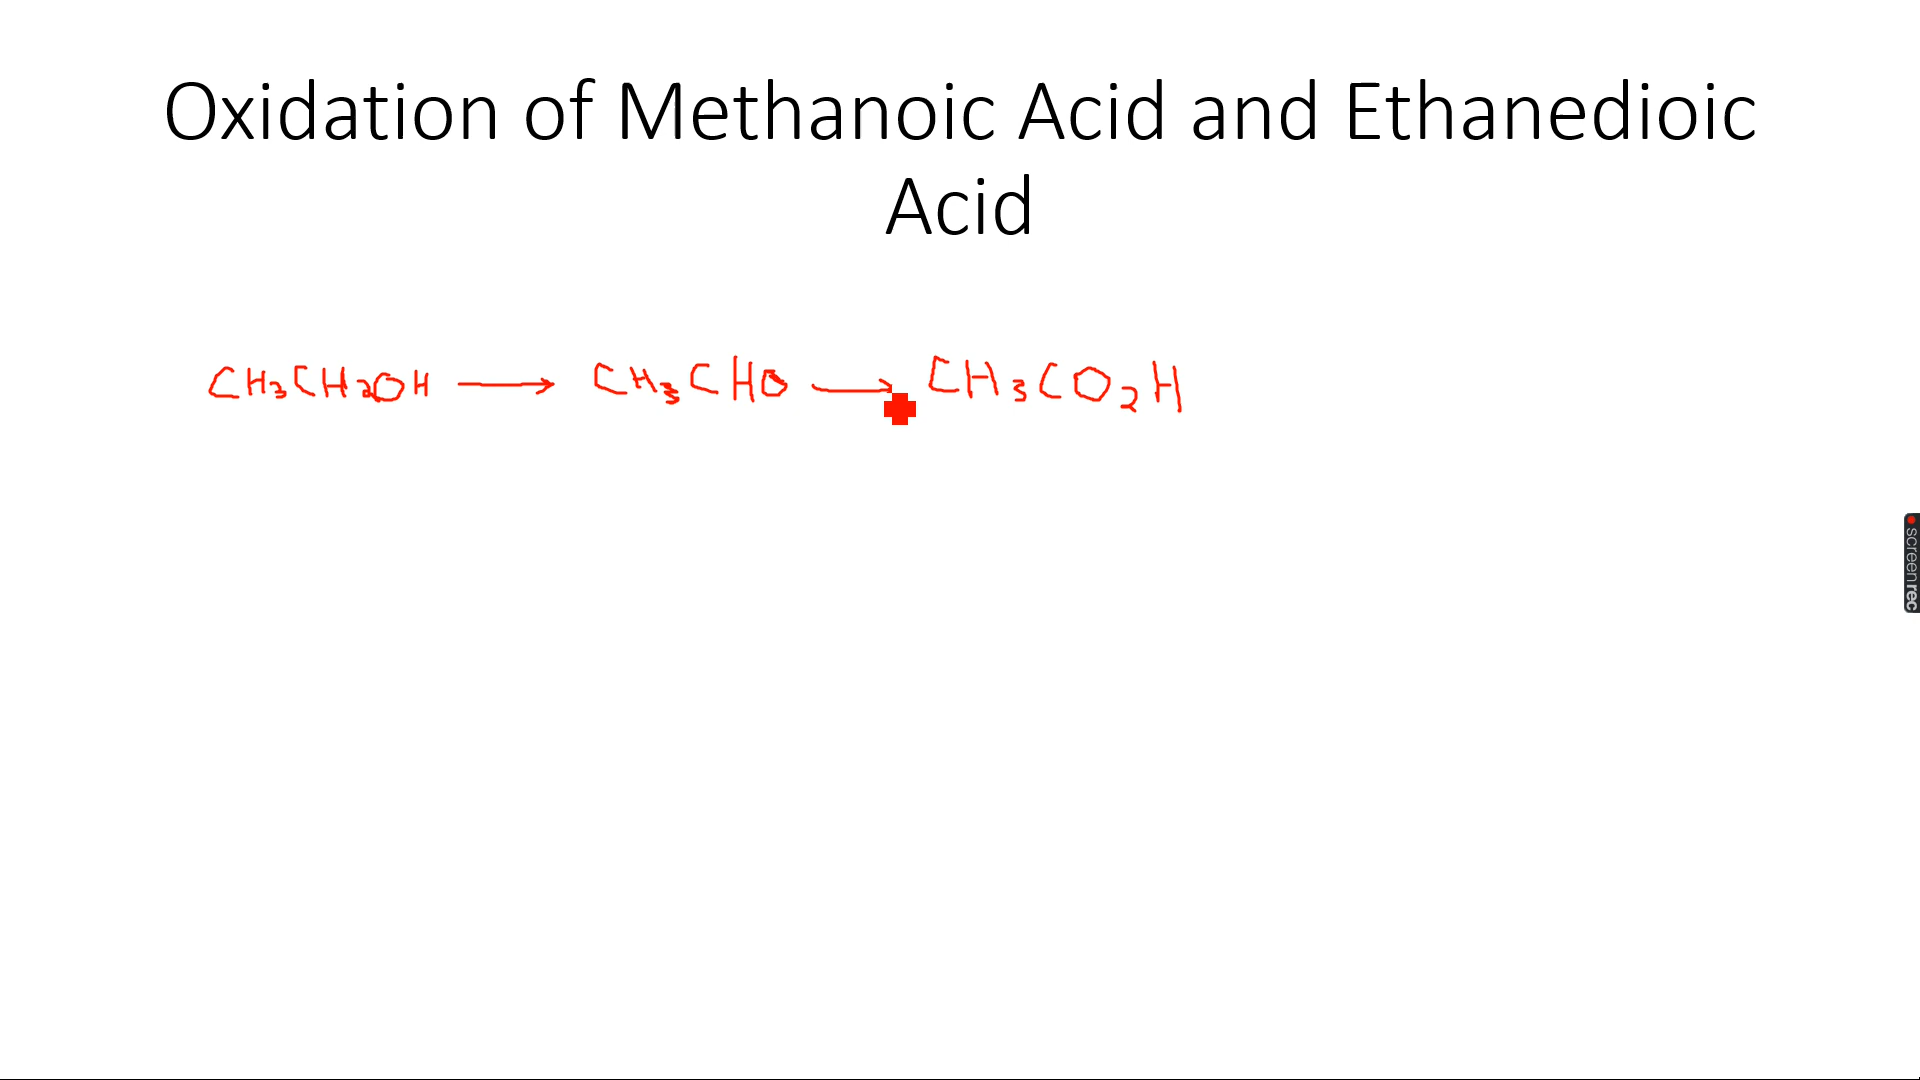 Oxidation of Methanoic Acid and Ethanedioic
Acid
CH₃CH₂OH → CH₃CHO → CH₃CO₂H
screenrec